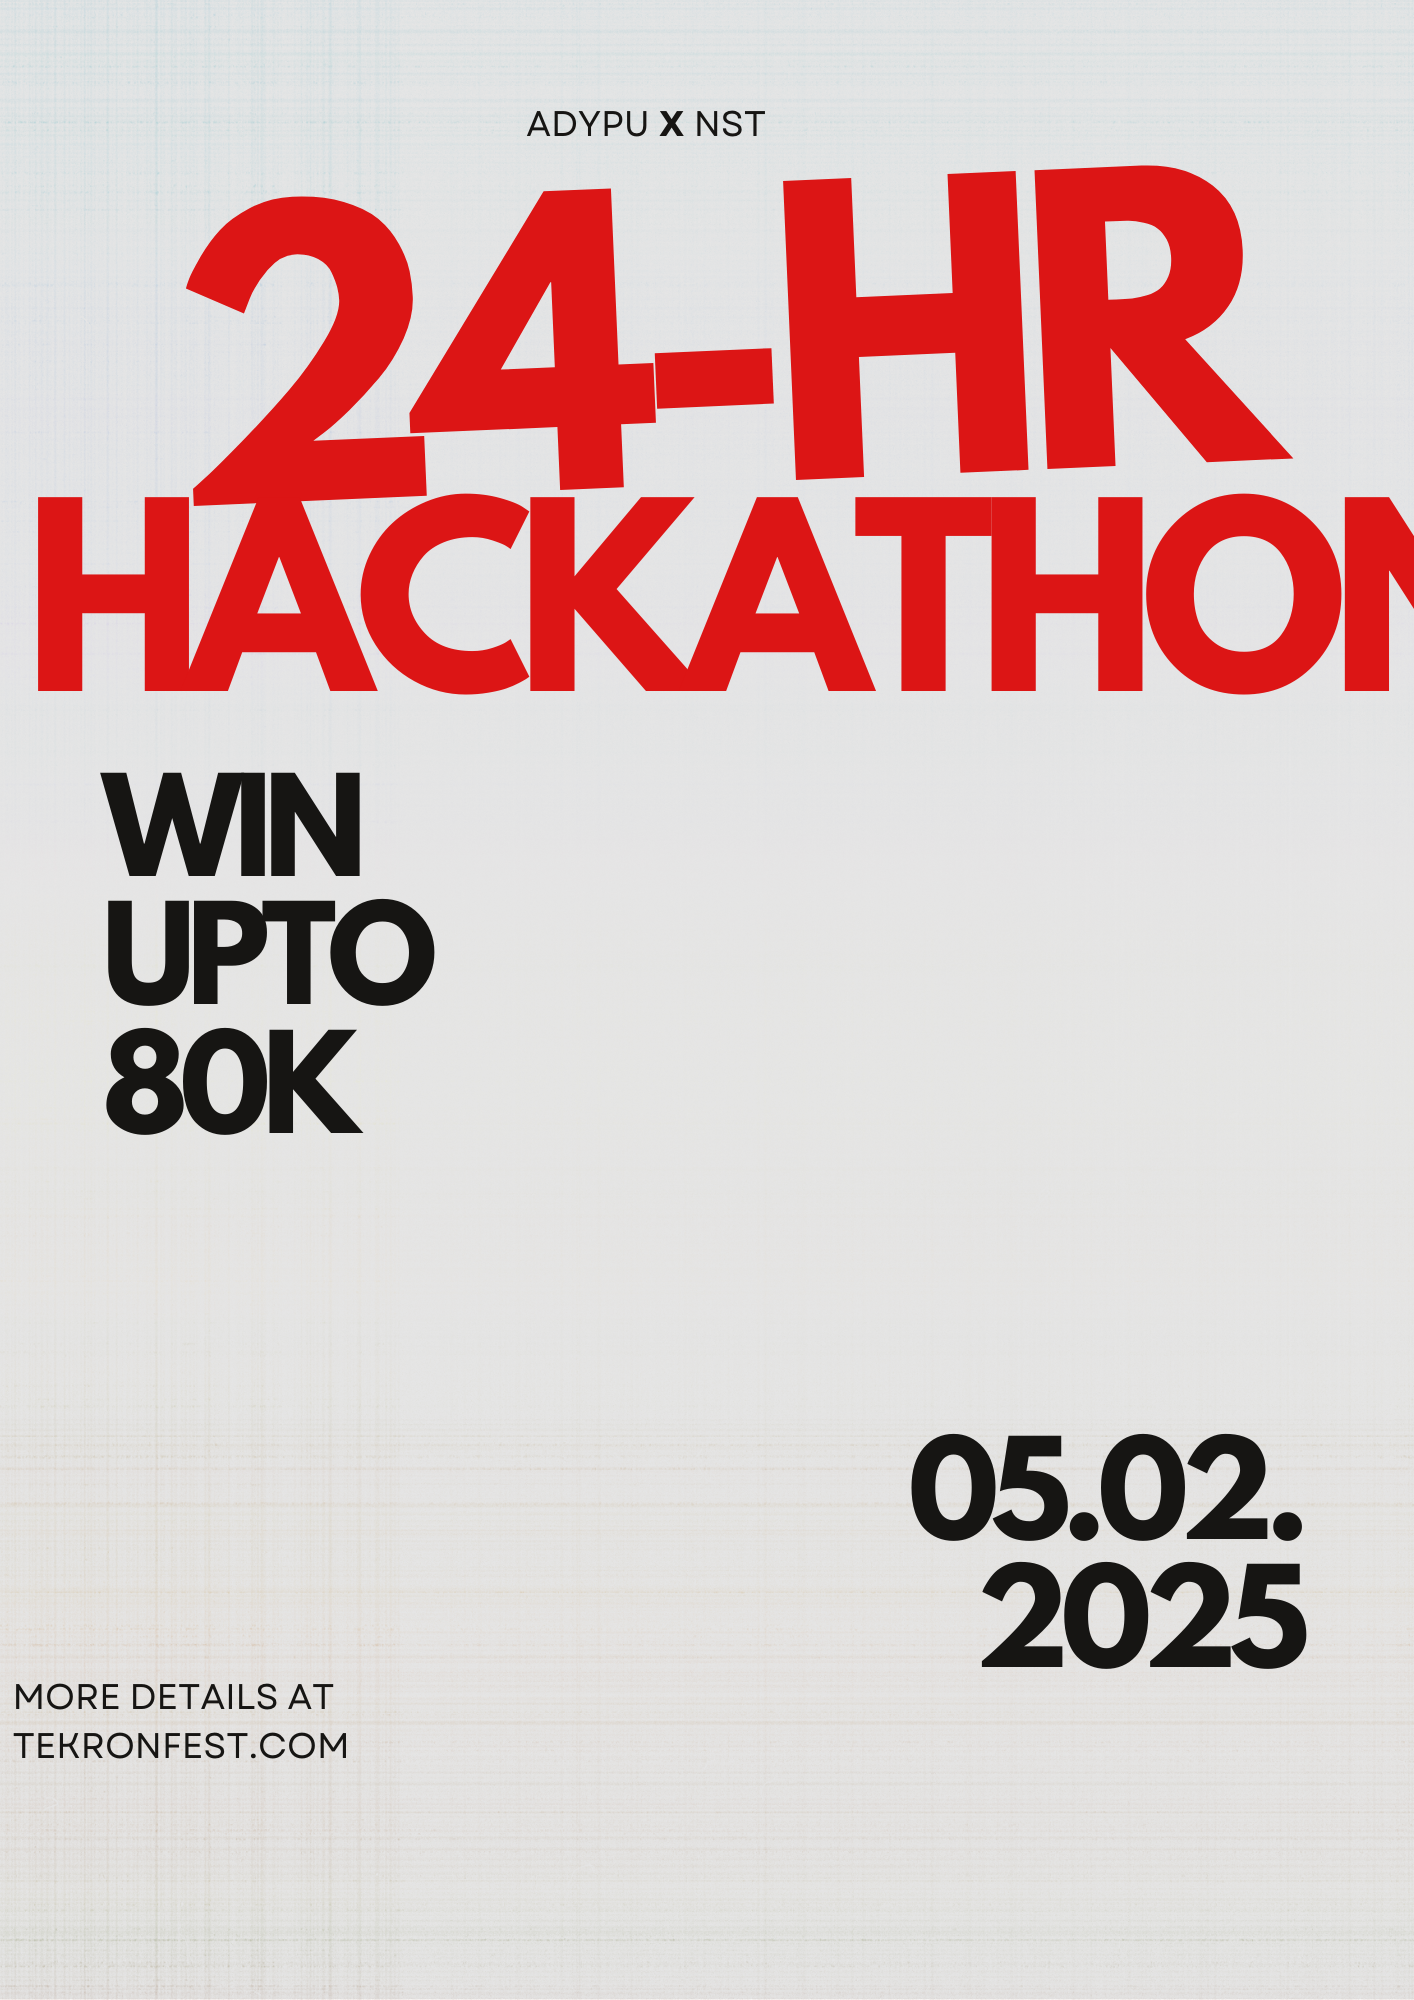 ADYPU X NST
24-HR
HACKATHON
WIN
UPTO
80K
05.02.
2025
MORE DETAILS AT
TEKRONFEST.COM